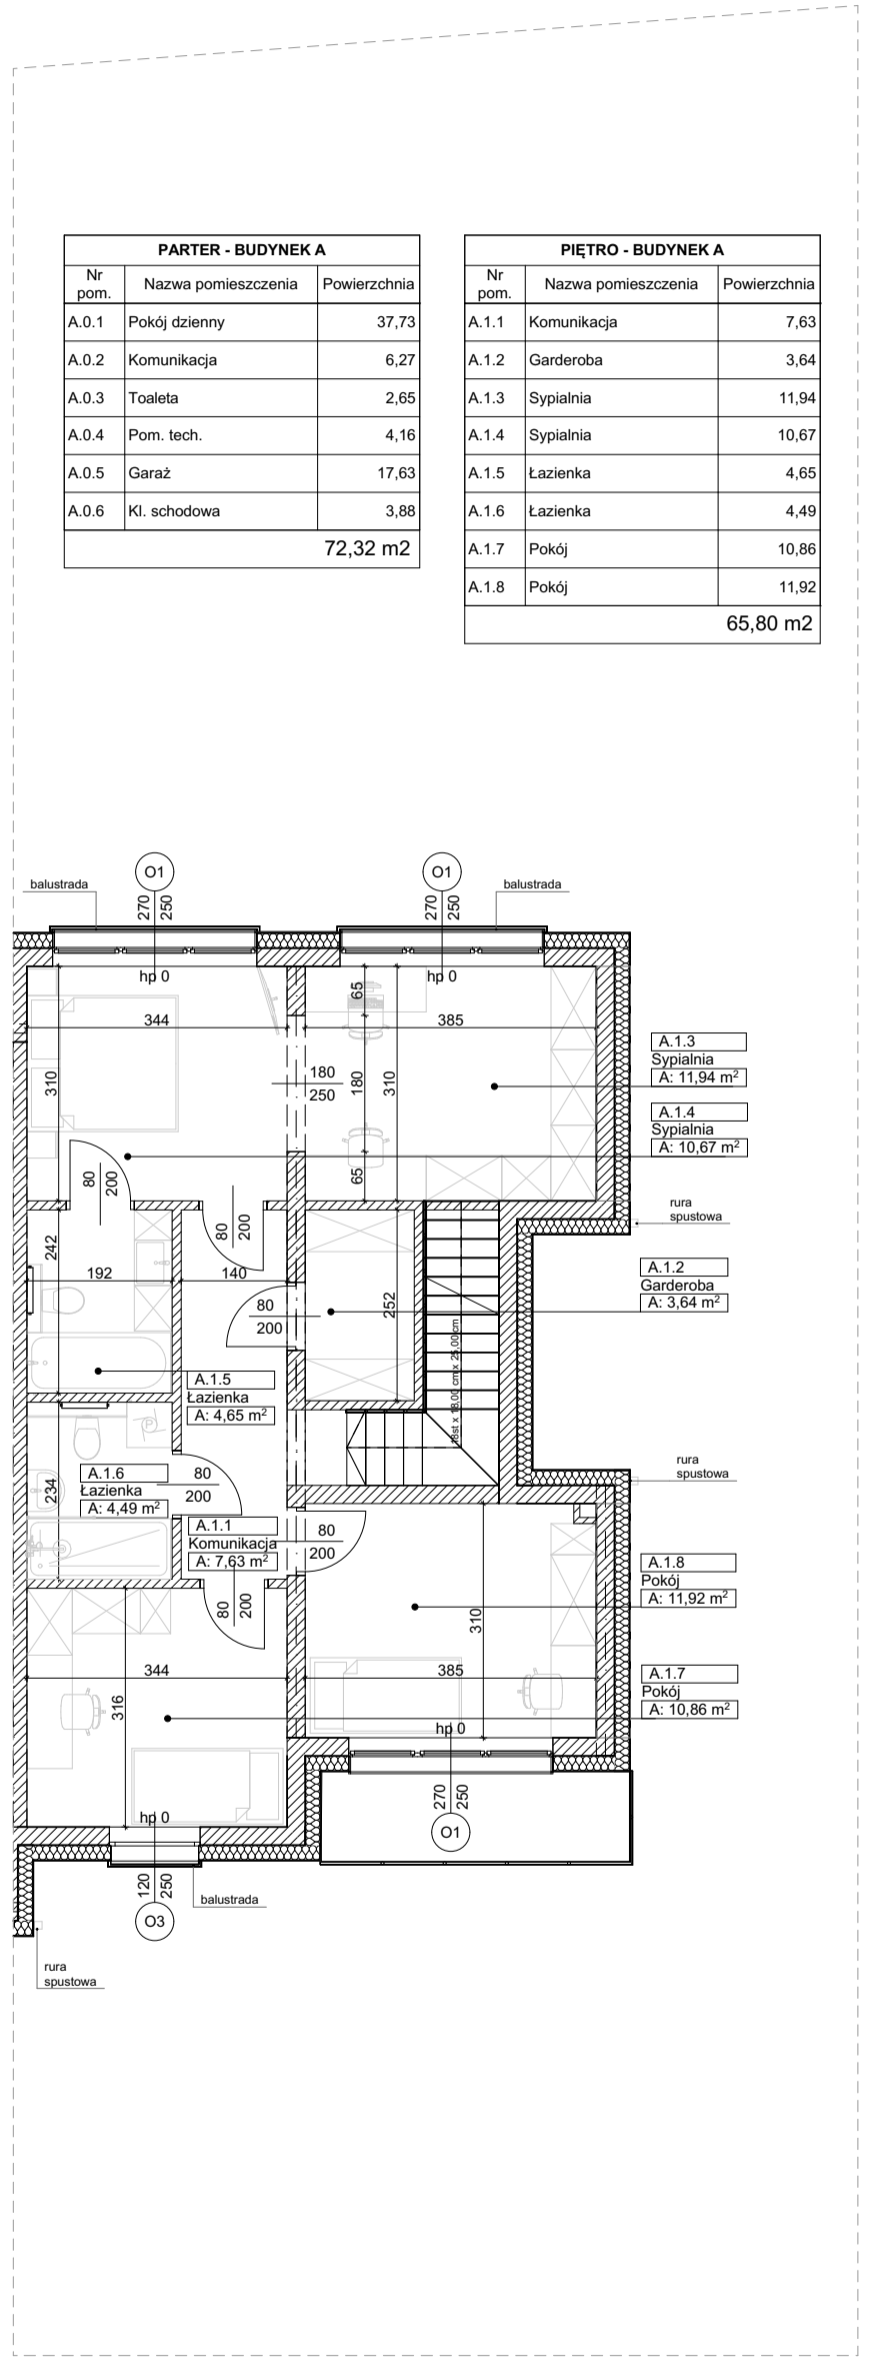 PARTER - BUDYNEK A
Nr pom. Nazwa pomieszczenia Powierzchnia
A.0.1 Pokój dzienny 37,73
A.0.2 Komunikacja 6,27
A.0.3 Toaleta 2,65
A.0.4 Pom. tech. 4,16
A.0.5 Garaż 17,63
A.0.6 Kl. schodowa 3,88
72,32 m2
PIĘTRO - BUDYNEK A
Nr pom. Nazwa pomieszczenia Powierzchnia
A.1.1 Komunikacja 7,63
A.1.2 Garderoba 3,64
A.1.3 Sypialnia 11,94
A.1.4 Sypialnia 10,67
A.1.5 Łazienka 4,65
A.1.6 Łazienka 4,49
A.1.7 Pokój 10,86
A.1.8 Pokój 11,92
65,80 m2
O1
O1
balustrada
balustrada
270
250
270
250
hp 0
hp 0
65
344
385
310
180
250
180
310
65
A.1.3
Sypialnia
A: 11,94 m²
A.1.4
Sypialnia
A: 10,67 m²
80
200
80
200
rura
spustowa
242
192
140
80
200
252
A.1.2
Garderoba
A: 3,64 m²
18st x 18,00 cm x 25,00cm
A.1.5
Łazienka
A: 4,65 m²
P
rura
spustowa
234
A.1.6
Łazienka
A: 4,49 m²
80
200
A.1.1
Komunikacja
A: 7,63 m²
80
200
80
200
A.1.8
Pokój
A: 11,92 m²
310
344
385
316
A.1.7
Pokój
A: 10,86 m²
hp 0
270
250
O1
hp 0
120
250
balustrada
O3
rura
spustowa